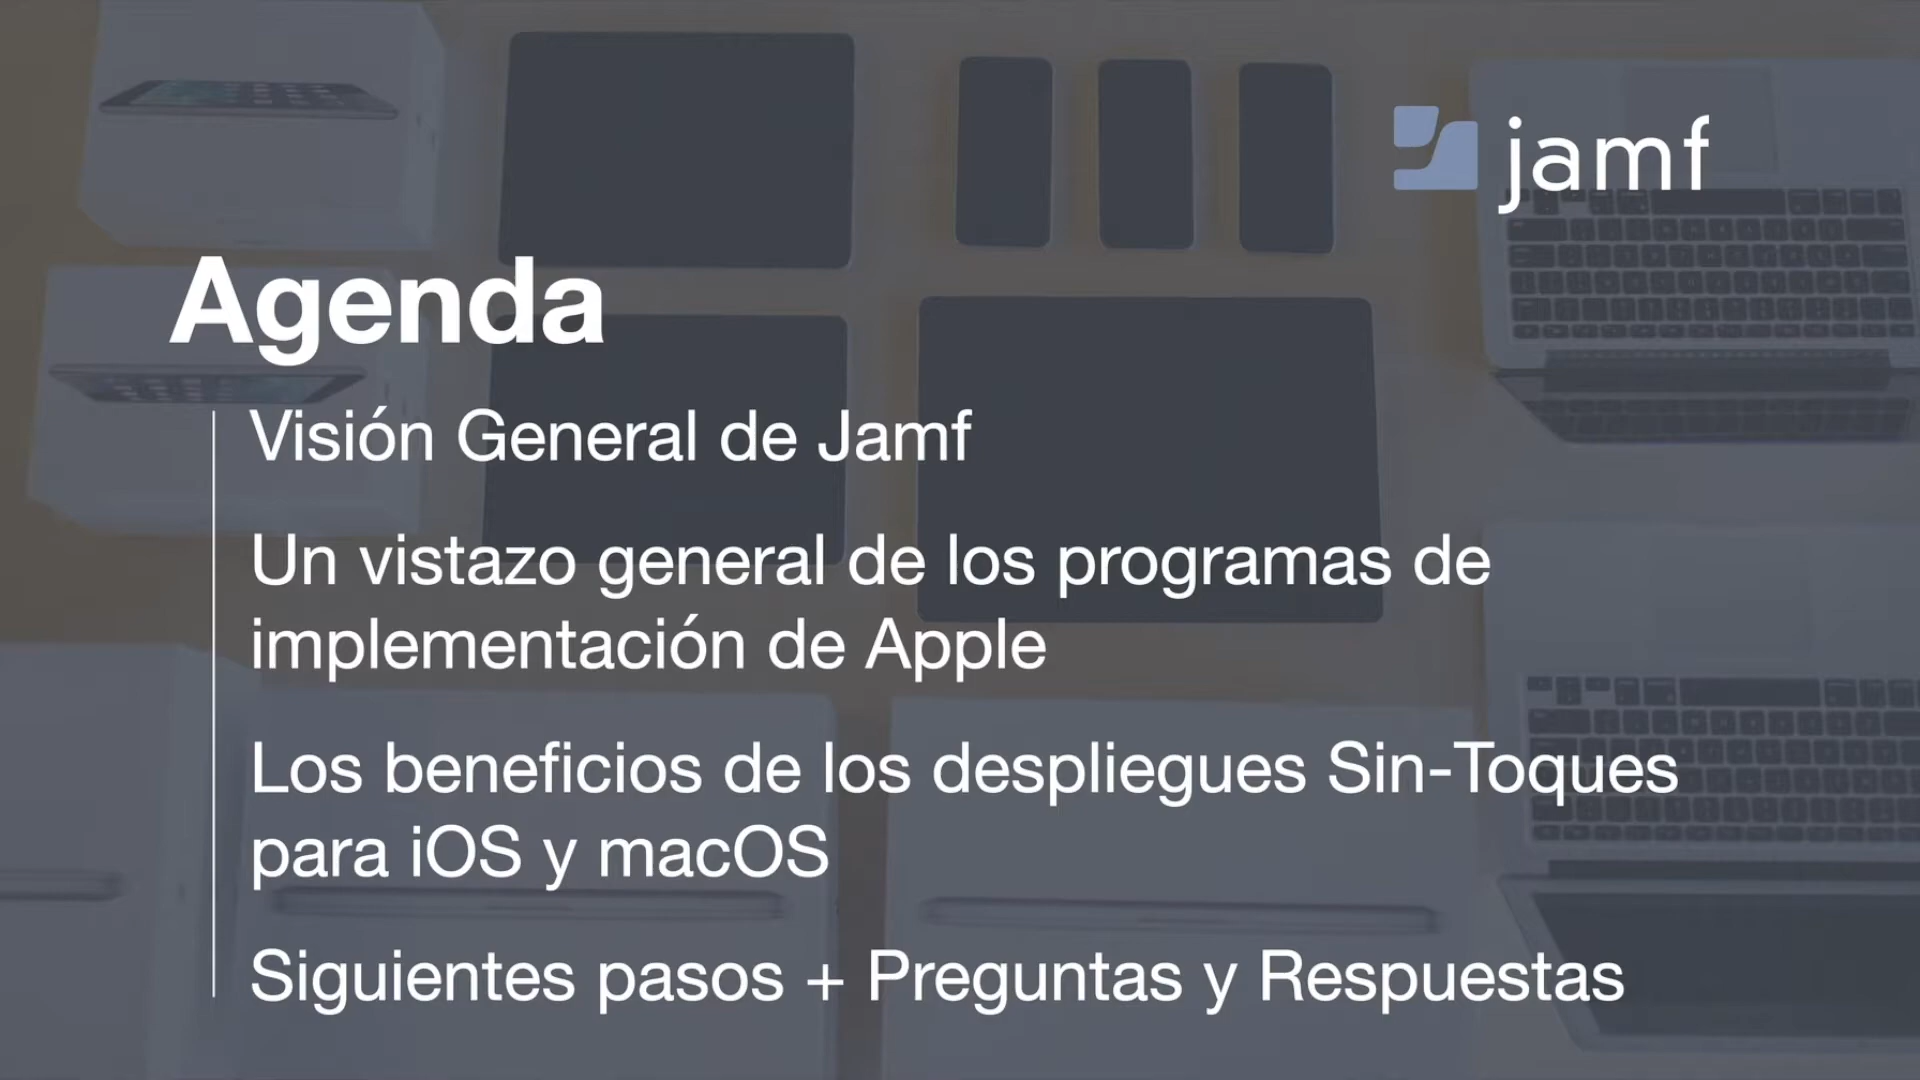 jamf
Agenda
Visión General de Jamf
Un vistazo general de los programas de
implementación de Apple
Los beneficios de los despliegues Sin-Toques
para iOS y macOS
Siguientes pasos + Preguntas y Respuestas